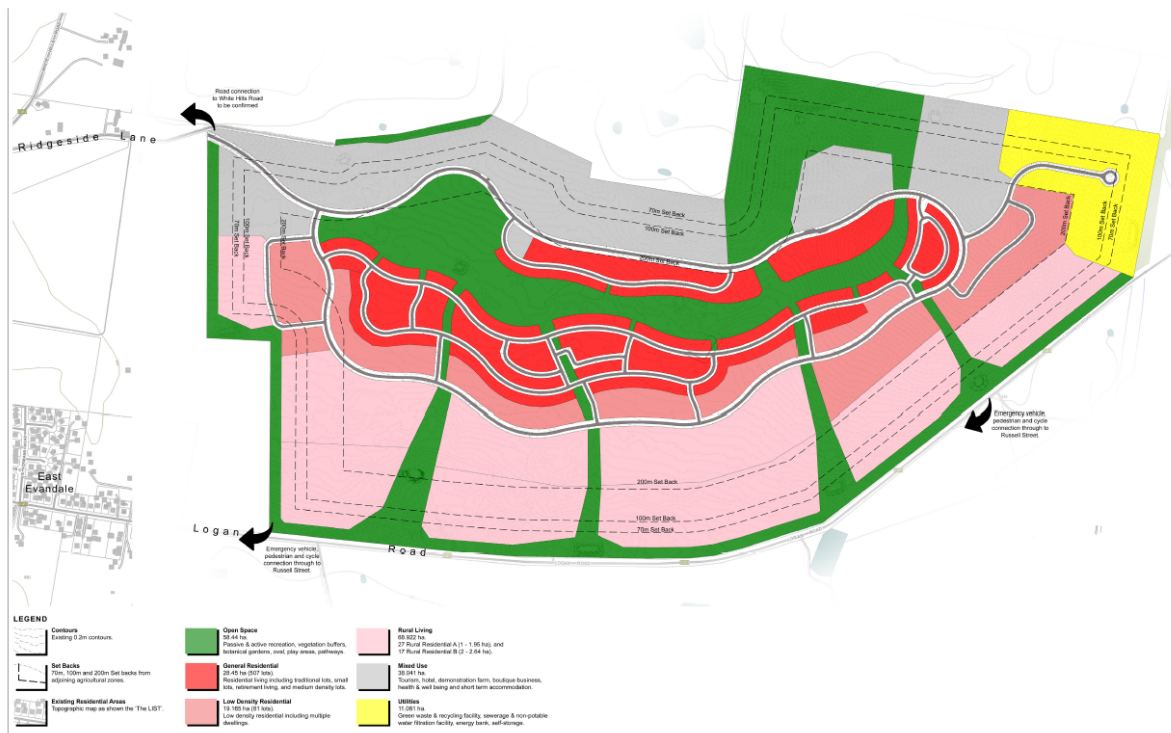 Road connection
to White Hills Road
to be confirmed
Ridgeside Lane
70m Set Back
100m Set Back
200m Set Back
70m Set Back
100m Set Back
200m Set Back
200m Set Back
100m Set Back
70m Set Back
200m Set Back
100m Set Back
70m Set Back
Emergency vehicle,
pedestrian and cycle
connection through to
Russell Street.
East
Evandale
Logan
Road
Emergency vehicle,
pedestrian and cycle
connection through to
Russell Street.
LEGEND
Contours
Existing 0.2m contours.
Set Backs
70m, 100m and 200m Set backs from
adjoining agricultural zones.
Existing Residential Areas
Topographic map as shown the 'The LIST'.
Open Space
58.44 ha.
Passive & active recreation, vegetation buffers,
botanical gardens, oval, play areas, pathways.
General Residential
28.45 ha (507 lots).
Residential living including traditional lots, small
lots, retirement living, and medium density lots.
Low Density Residential
19.165 ha (81 lots).
Low density residential including multiple
dwellings.
Rural Living
68.922 ha.
27 Rural Residential A (1 - 1.95 ha), and
17 Rural Residential B (2 - 2.64 ha).
Mixed Use
38.041 ha.
Tourism, hotel, demonstration farm, boutique business,
health & well being and short term accommodation.
Utilities
11.081 ha.
Green waste & recycling facility, sewerage & non-potable
water filtration facility, energy bank, self-storage.